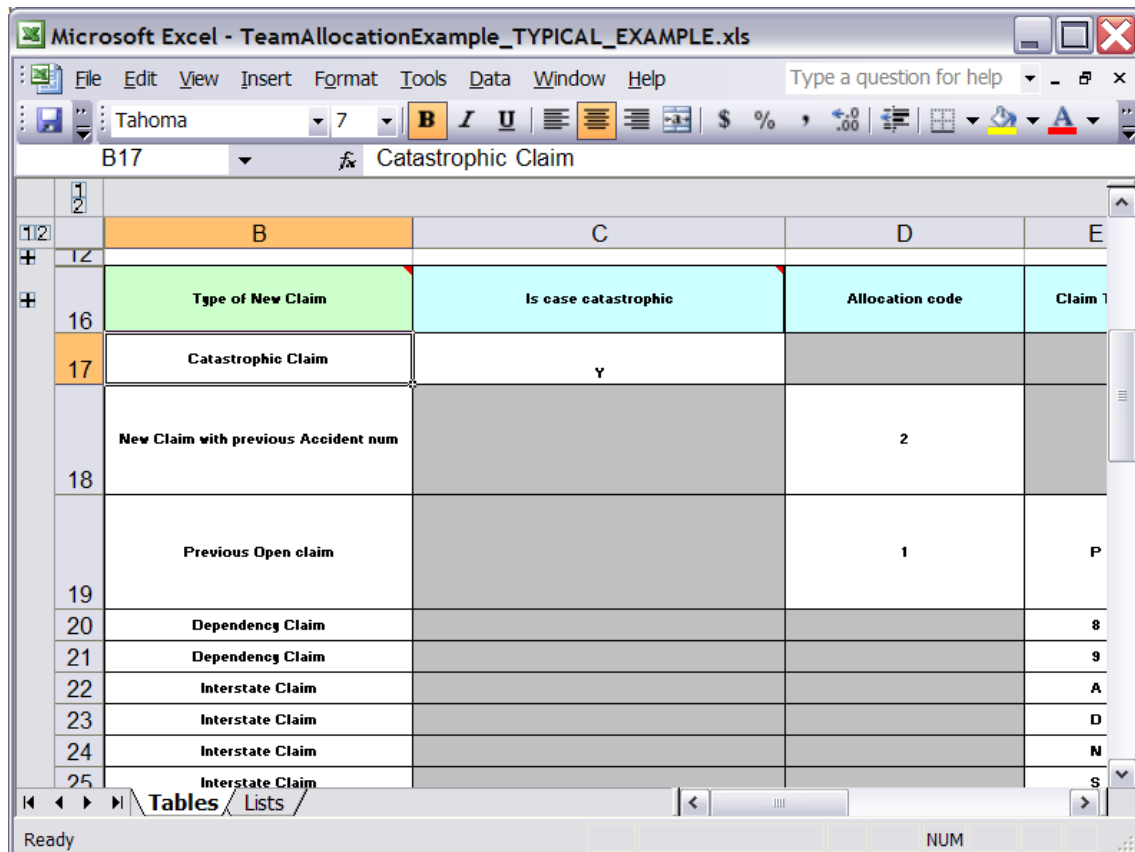 Microsoft Excel - TeamAllocationExample_TYPICAL_EXAMPLE.xls
File Edit View Insert Format Tools Data Window Help Type a question for help
Tahoma 7 B I U $ % , .00
B17 fx Catastrophic Claim
1
2
1 2 B C D E
12
16 Type of New Claim Is case catastrophic Allocation code Claim T
17 Catastrophic Claim Y
18 New Claim with previous Accident num 2
19 Previous Open claim 1 P
20 Dependency Claim 8
21 Dependency Claim 9
22 Interstate Claim A
23 Interstate Claim D
24 Interstate Claim N
25 Interstate Claim S
Tables Lists
Ready NUM